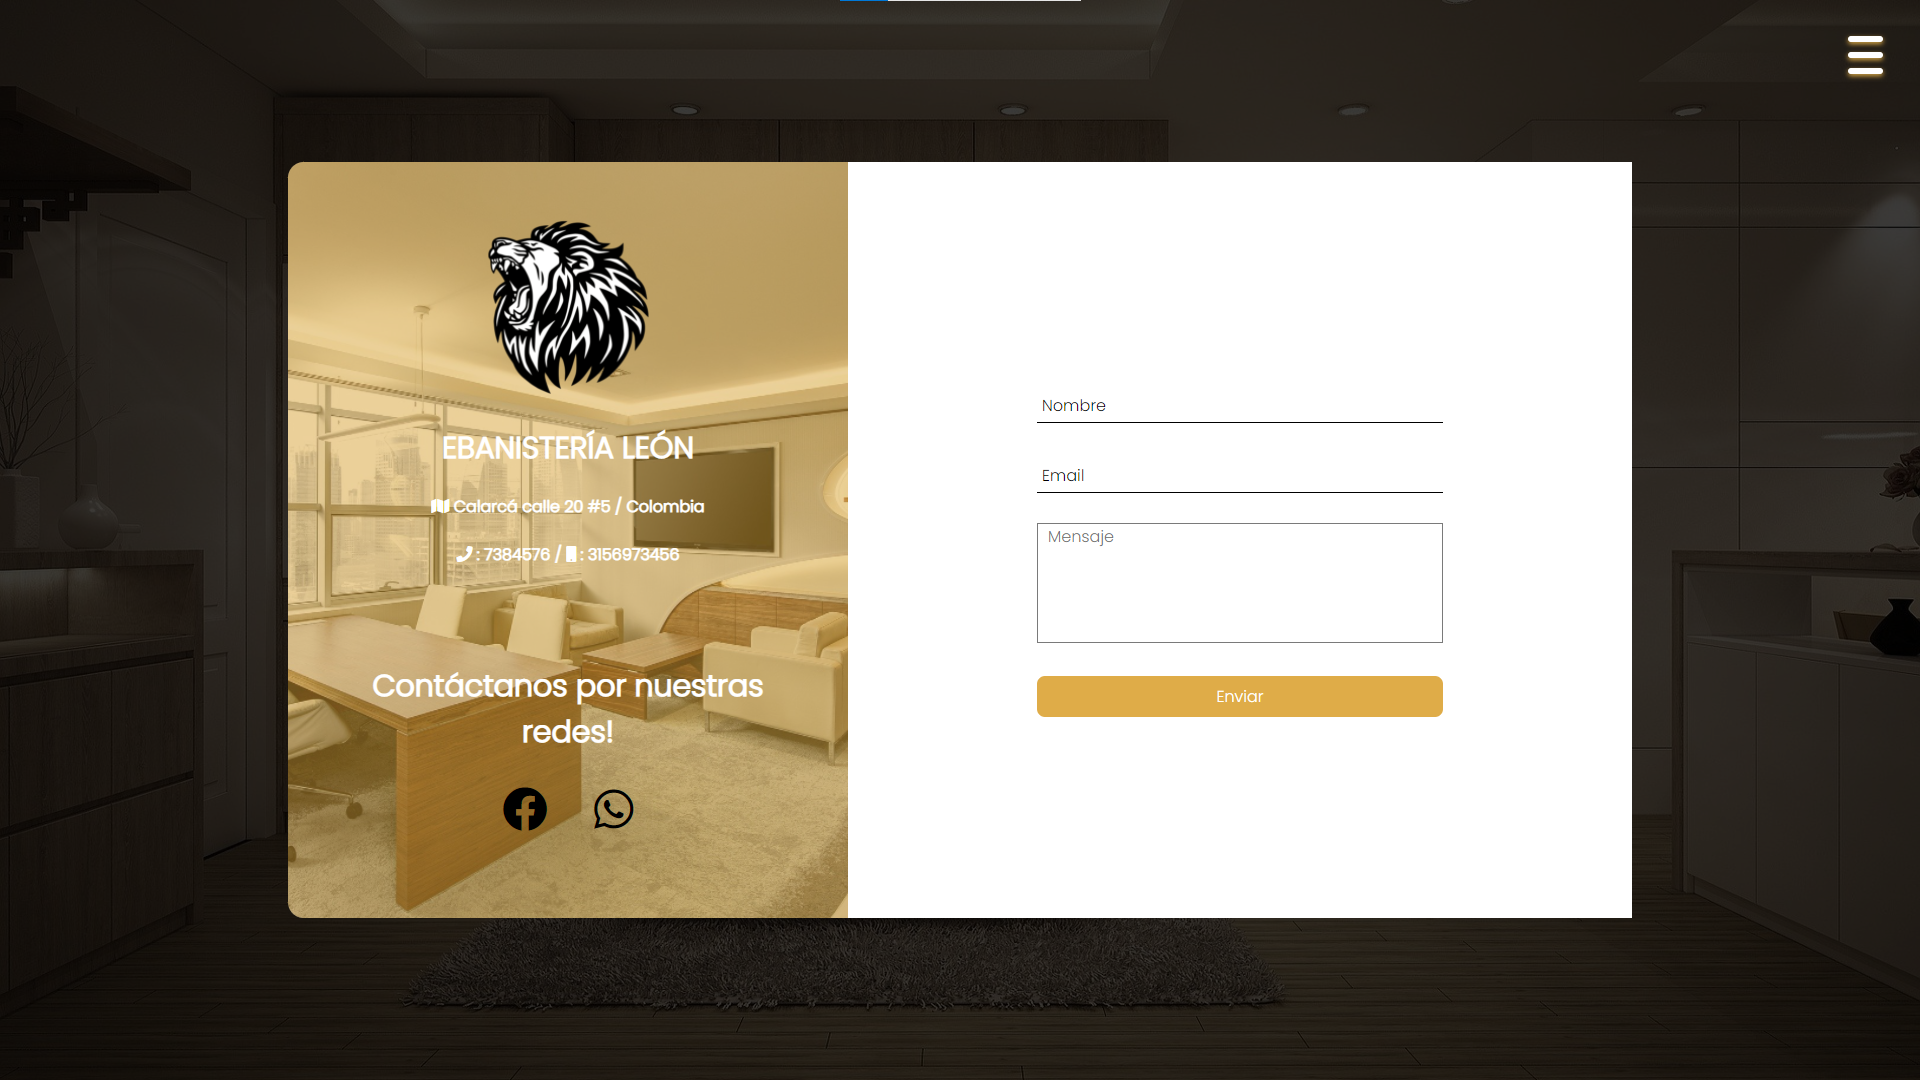 EBANISTERÍA LEÓN
Calarcá calle 20 #5 / Colombia
: 7384576 / : 3156973456
Contáctanos por nuestras
redes!
Nombre
Email
Mensaje
Enviar